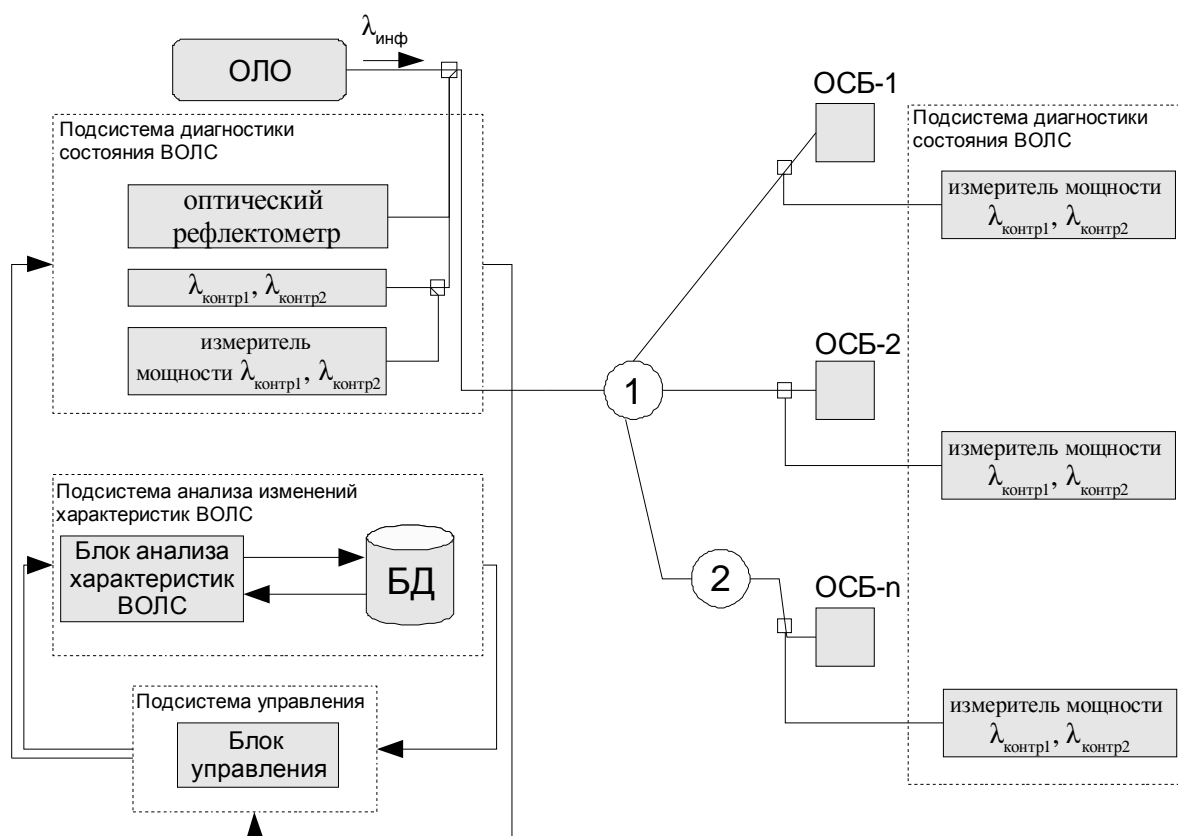 λинф
ОЛО
Подсистема диагностики
состояния ВОЛС
оптический
рефлектометр
λконтр1, λконтр2
измеритель
мощности λконтр1, λконтр2
Подсистема анализа изменений
характеристик ВОЛС
Блок анализа
характеристик
ВОЛС
БД
Подсистема управления
Блок
управления
1
2
ОСБ-1
ОСБ-2
ОСБ-n
Подсистема диагностики
состояния ВОЛС
измеритель мощности
λконтр1, λконтр2
измеритель мощности
λконтр1, λконтр2
измеритель мощности
λконтр1, λконтр2